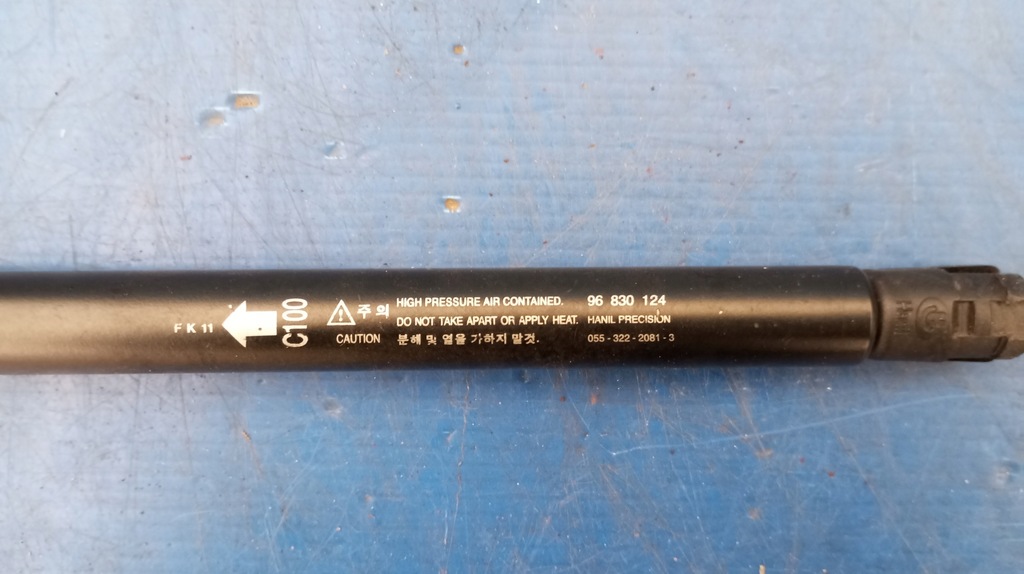 F K 11
C100
주의
CAUTION
HIGH PRESSURE AIR CONTAINED.
DO NOT TAKE APART OR APPLY HEAT.
분해 및 열을 가하지 말것.
96 830 124
HANIL PRECISION
055 - 322 - 2081 - 3